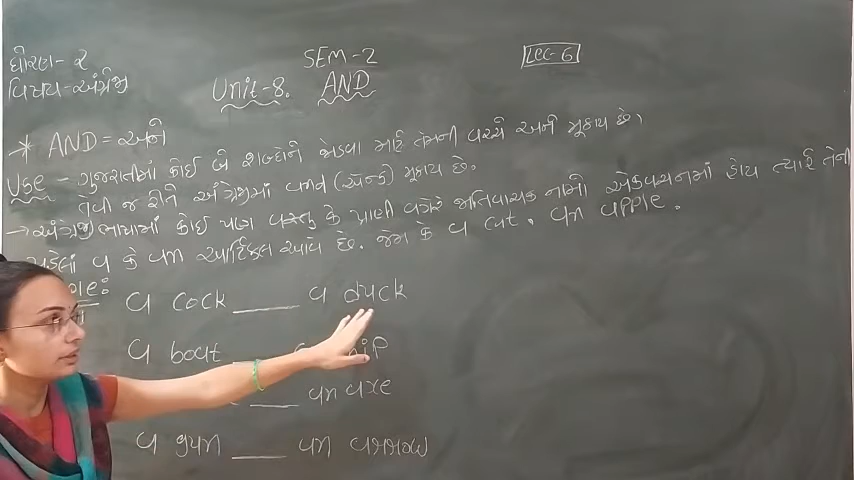 ધોરણ-૨
SEM-2
Lec-6
વિષય-અંગ્રેજી
Unit-8. AND
* AND = અને
Use - ગુજરાતીમાં કોઈ બે શબ્દોને જોડવા માટે તેમની વચ્ચે અને મૂકાય છે.
તેવી જ રીતે અંગ્રેજીમાં and (એન્ડ) મૂકાય છે.
→ અંગ્રેજી ભાષામાં કોઈ પણ વસ્તુ કે પ્રાણી વગેરે જાતિવાચક નામો એકવચનમાં હોય ત્યારે તેની
પહેલાં a કે an આર્ટિકલ આવે છે. જેમ કે a cat. an apple.
a cock ____ a duck
a boat
____ an axe
a gun ____ an arrow